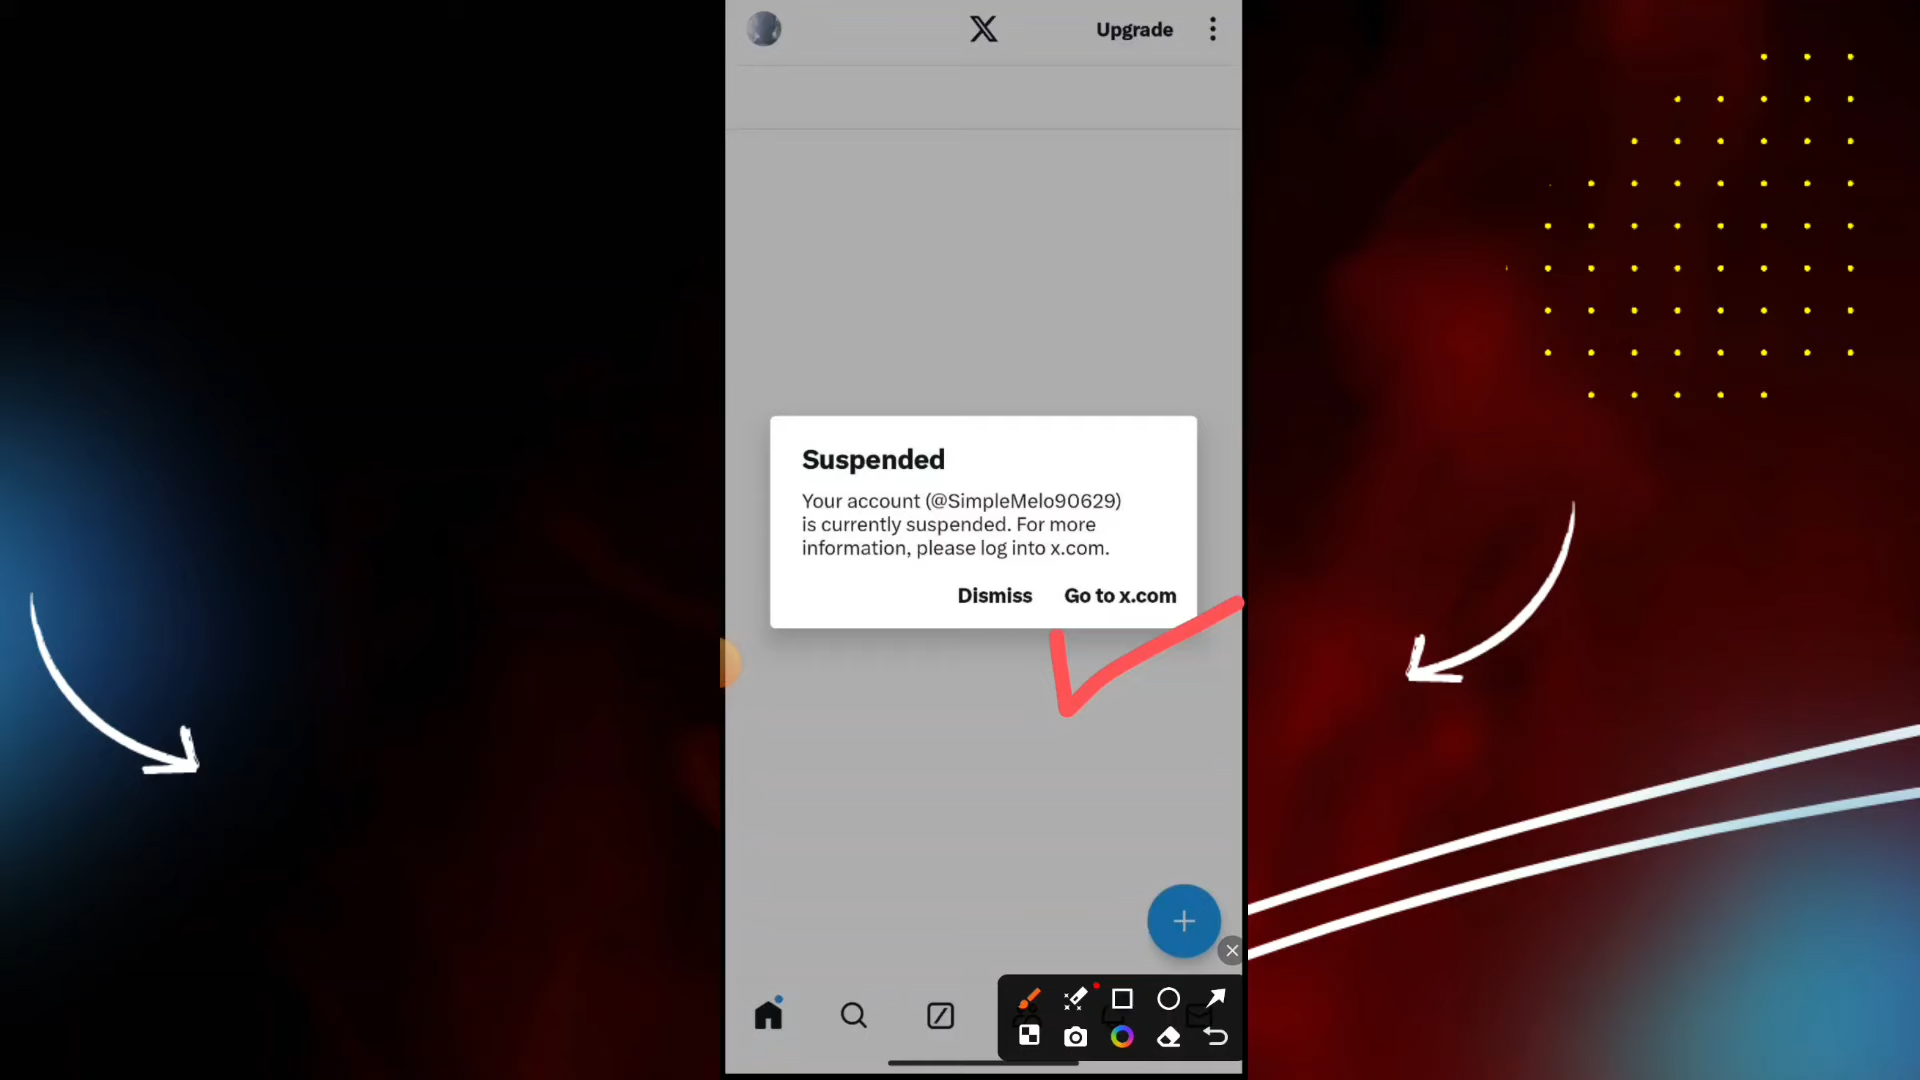 Upgrade
Suspended
Your account (@SimpleMelo90629)
is currently suspended. For more
information, please log into x.com.
Dismiss Go to x.com